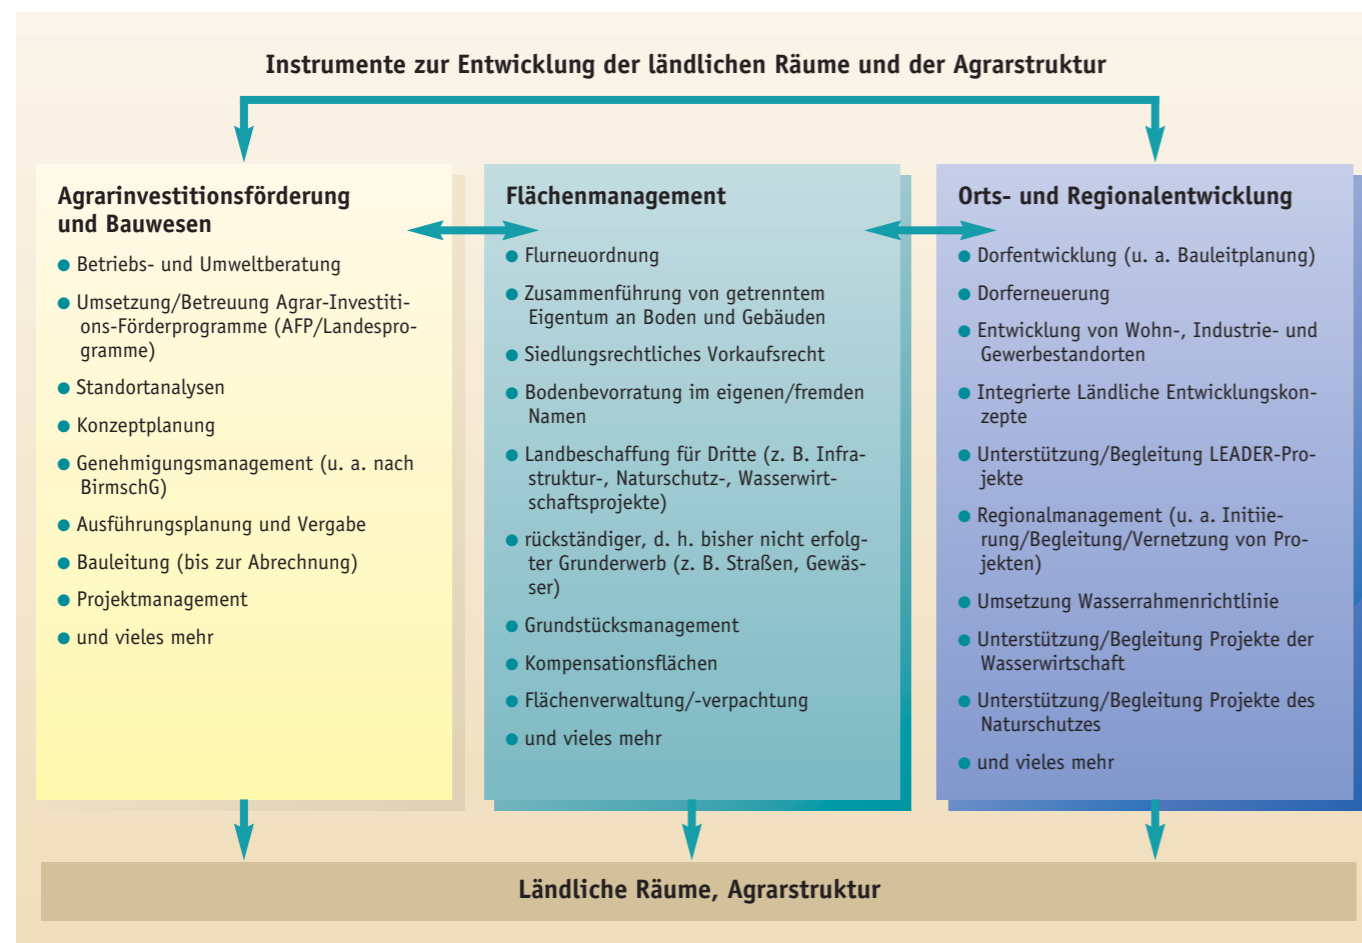 Instrumente zur Entwicklung der ländlichen Räume und der Agrarstruktur
Agrarinvestitionsförderung
und Bauwesen
● Betriebs- und Umweltberatung
● Umsetzung/Betreuung Agrar-Investiti-
ons-Förderprogramme (AFP/Landespro-
gramme)
● Standortanalysen
● Konzeptplanung
● Genehmigungsmanagement (u. a. nach
BirmschG)
● Ausführungsplanung und Vergabe
● Bauleitung (bis zur Abrechnung)
● Projektmanagement
● und vieles mehr
Flächenmanagement
● Flurneuordnung
● Zusammenführung von getrenntem
Eigentum an Boden und Gebäuden
● Siedlungsrechtliches Vorkaufsrecht
● Bodenbevorratung im eigenen/fremden
Namen
● Landbeschaffung für Dritte (z. B. Infra-
struktur-, Naturschutz-, Wasserwirt-
schaftsprojekte)
● rückständiger, d. h. bisher nicht erfolg-
ter Grunderwerb (z. B. Straßen, Gewäs-
ser)
● Grundstücksmanagement
● Kompensationsflächen
● Flächenverwaltung/-verpachtung
● und vieles mehr
Orts- und Regionalentwicklung
● Dorfentwicklung (u. a. Bauleitplanung)
● Dorferneuerung
● Entwicklung von Wohn-, Industrie- und
Gewerbestandorten
● Integrierte Ländliche Entwicklungskon-
zepte
● Unterstützung/Begleitung LEADER-Pro-
jekte
● Regionalmanagement (u. a. Initiie-
rung/Begleitung/Vernetzung von Pro-
jekten)
● Umsetzung Wasserrahmenrichtlinie
● Unterstützung/Begleitung Projekte der
Wasserwirtschaft
● Unterstützung/Begleitung Projekte des
Naturschutzes
● und vieles mehr
Ländliche Räume, Agrarstruktur